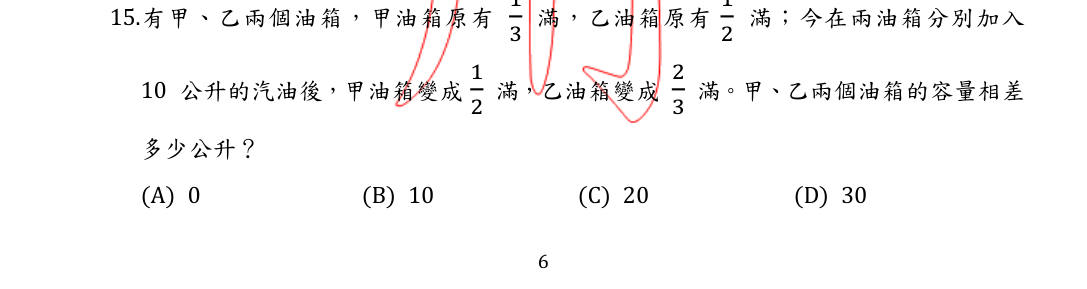 15.有甲、乙兩個油箱，甲油箱原有 1/3 滿，乙油箱原有 1/2 滿；今在兩油箱分別加入
10 公升的汽油後，甲油箱變成 1/2 滿，乙油箱變成 2/3 滿。甲、乙兩個油箱的容量相差
多少公升？
(A) 0 (B) 10 (C) 20 (D) 30
6